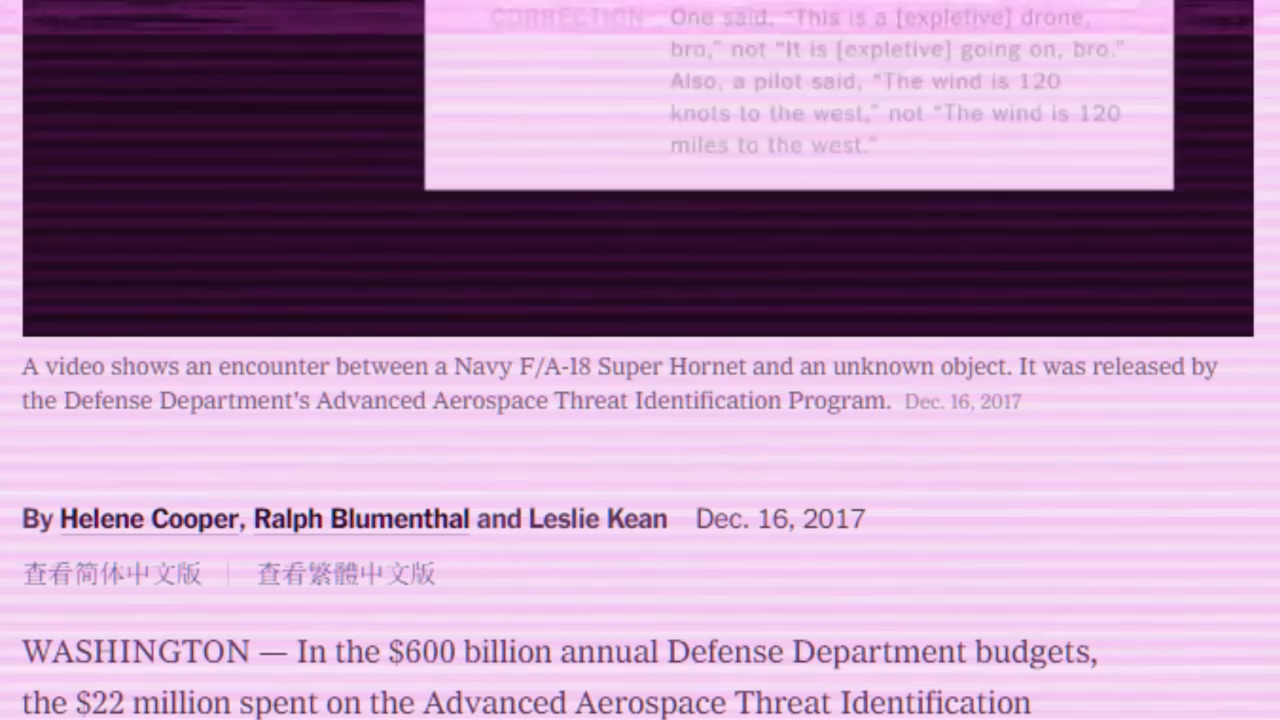 CORRECTION One said, “This is a [expletive] drone,
bro,” not “It is [expletive] going on, bro.”
Also, a pilot said, “The wind is 120
knots to the west,” not “The wind is 120
miles to the west.”
A video shows an encounter between a Navy F/A-18 Super Hornet and an unknown object. It was released by
the Defense Department's Advanced Aerospace Threat Identification Program. Dec. 16, 2017
By Helene Cooper, Ralph Blumenthal and Leslie Kean Dec. 16, 2017
查看简体中文版 | 查看繁體中文版
WASHINGTON — In the $600 billion annual Defense Department budgets,
the $22 million spent on the Advanced Aerospace Threat Identification